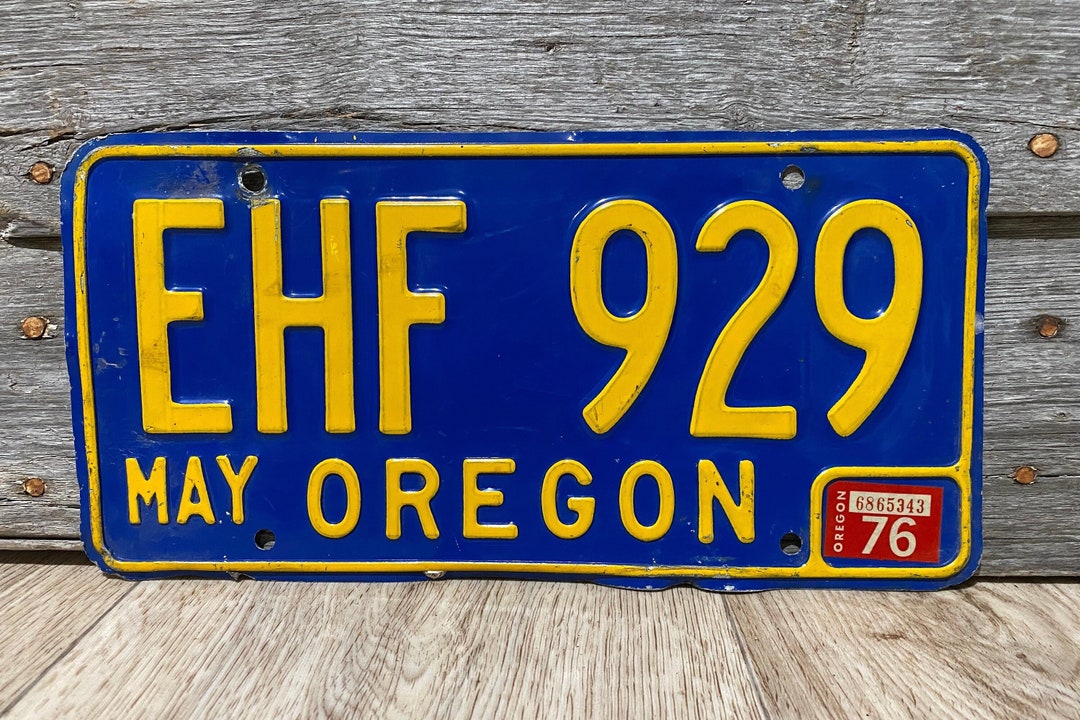 EHF 929
MAY OREGON
OREGON
6865343
76